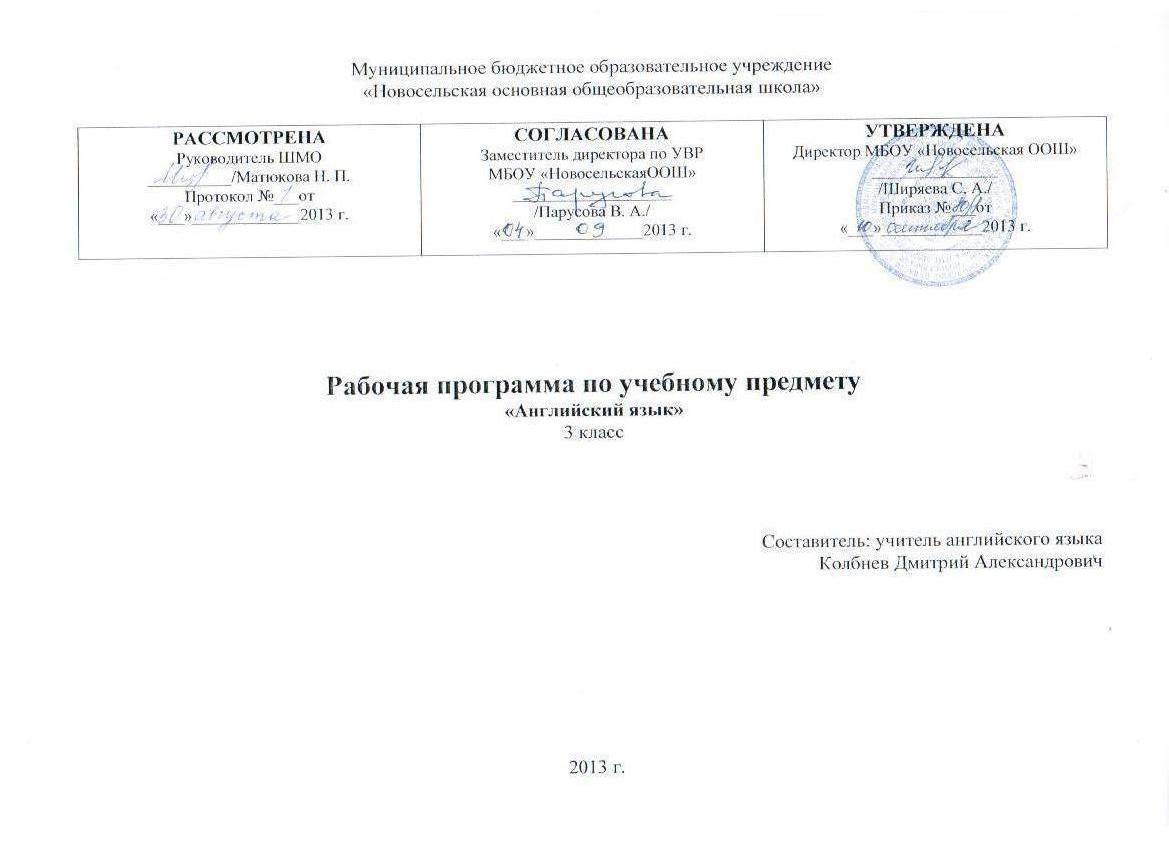 Муниципальное бюджетное образовательное учреждение
«Новосельская основная общеобразовательная школа»
РАССМОТРЕНА
Руководитель ШМО
/Матюкова Н. П.
Протокол № 1 от
«30» августа 2013 г.
СОГЛАСОВАНА
Заместитель директора по УВР
МБОУ «НовосельскаяООШ»
Парусова
/Парусова В. А./
«04» 09 2013 г.
УТВЕРЖДЕНА
Директор МБОУ «Новосельская ООШ»
/Ширяева С. А./
Приказ № от
«10» сентября 2013 г.
Рабочая программа по учебному предмету
«Английский язык»
3 класс
Составитель: учитель английского языка
Колбнев Дмитрий Александрович
2013 г.